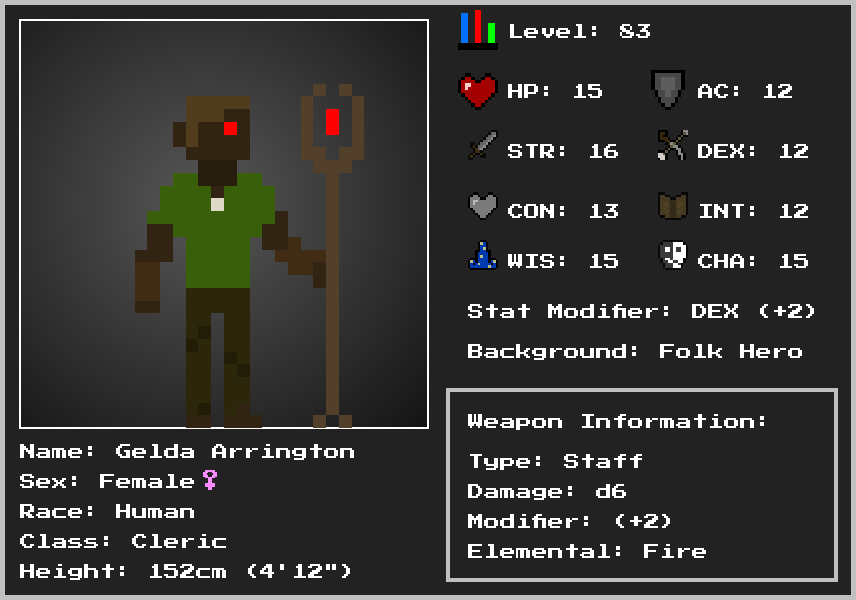 Level: 83
HP: 15
AC: 12
STR: 16
DEX: 12
CON: 13
INT: 12
WIS: 15
CHA: 15
Stat Modifier: DEX (+2)
Background: Folk Hero
Weapon Information:
Type: Staff
Damage: d6
Modifier: (+2)
Elemental: Fire
Name: Gelda Arrington
Sex: Female♀
Race: Human
Class: Cleric
Height: 152cm (4'12")